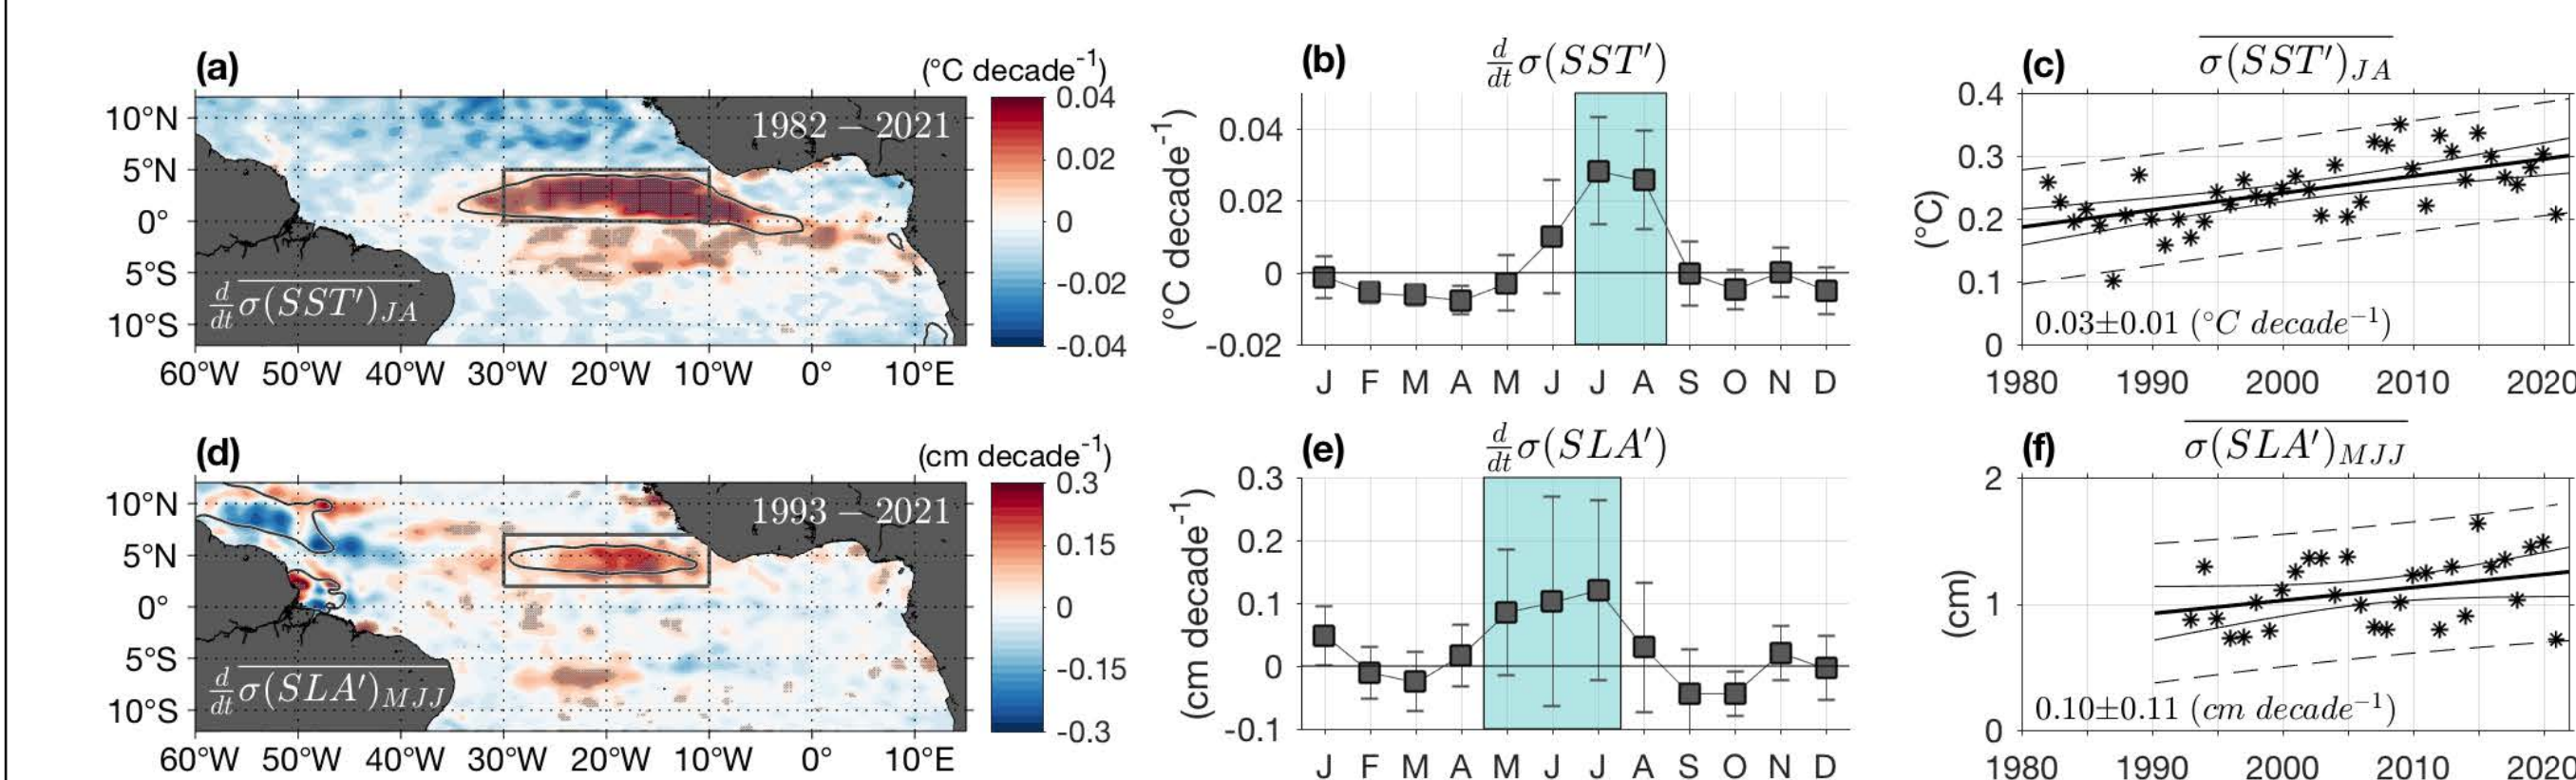 (a)
(°C decade⁻¹)
1982 − 2021
d/dt σ(SST′)_JA
10°N
5°N
0°
5°S
10°S
60°W 50°W 40°W 30°W 20°W 10°W 0° 10°E
0.04
0.02
0
-0.02
-0.04
(b)
d/dt σ(SST′)
(°C decade⁻¹)
0.04
0.02
0
-0.02
J F M A M J J A S O N D
(c)
σ(SST′)_JA
(°C)
0.4
0.3
0.2
0.1
0
0.03±0.01 (°C decade⁻¹)
1980 1990 2000 2010 2020
(d)
(cm decade⁻¹)
1993 − 2021
d/dt σ(SLA′)_MJJ
10°N
5°N
0°
5°S
10°S
60°W 50°W 40°W 30°W 20°W 10°W 0° 10°E
0.3
0.15
0
-0.15
-0.3
(e)
d/dt σ(SLA′)
(cm decade⁻¹)
0.3
0.2
0.1
0
-0.1
J F M A M J J A S O N D
(f)
σ(SLA′)_MJJ
(cm)
2
1
0
0.10±0.11 (cm decade⁻¹)
1980 1990 2000 2010 2020